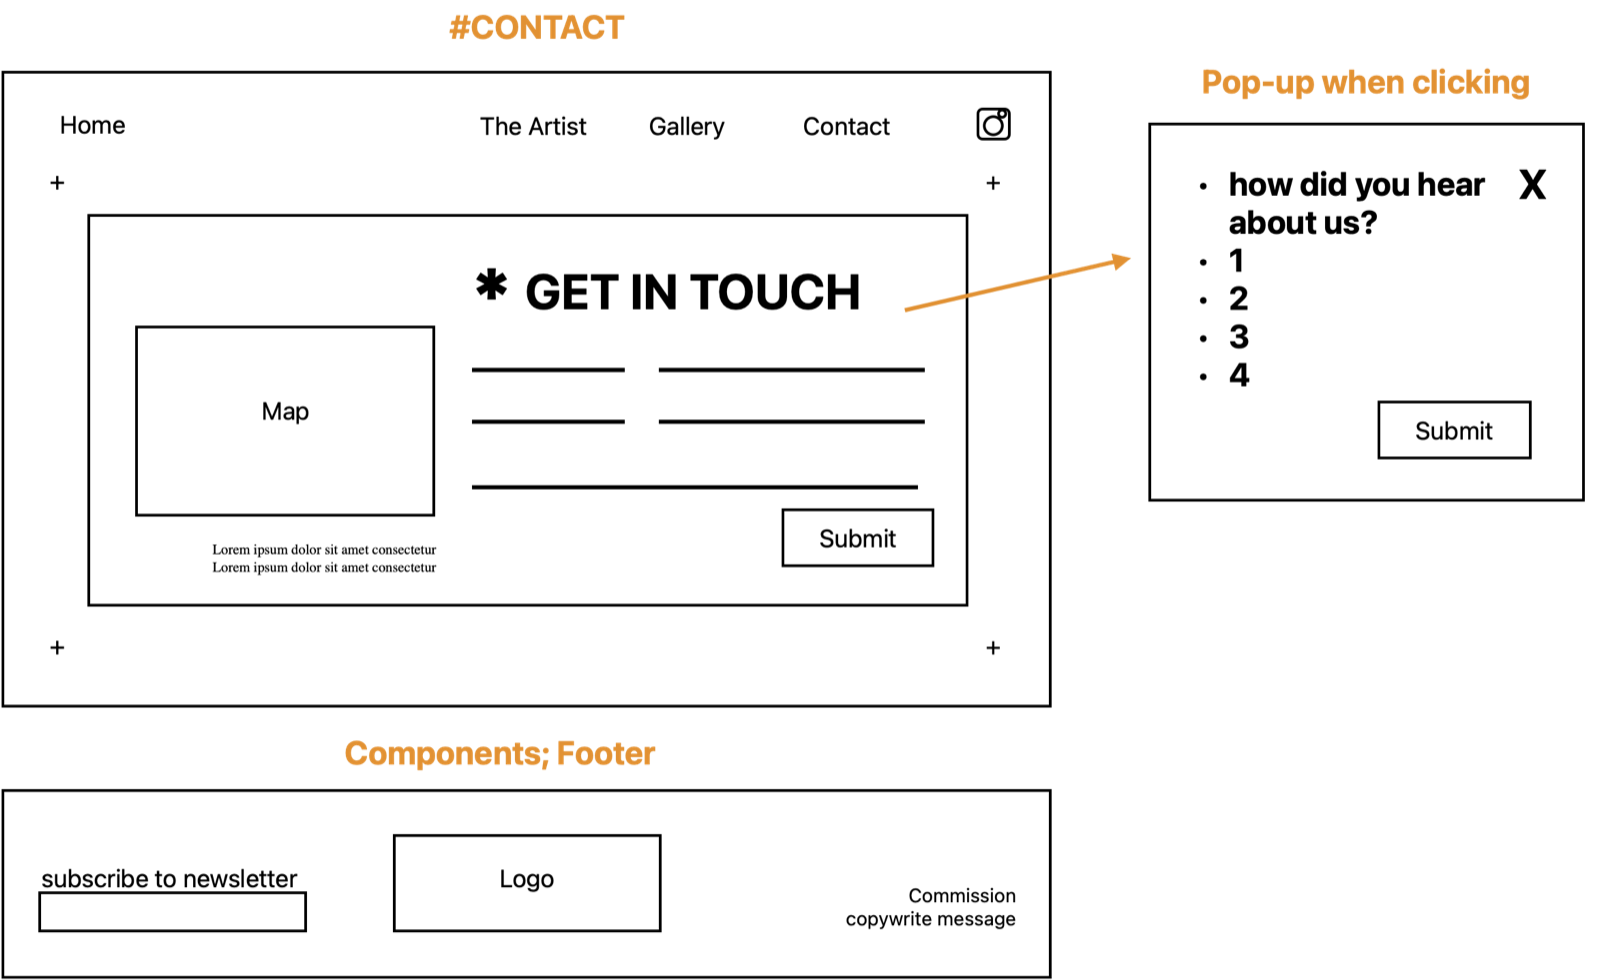 #CONTACT
Home
The Artist
Gallery
Contact
+
+
* GET IN TOUCH
Map
Lorem ipsum dolor sit amet consectetur
Lorem ipsum dolor sit amet consectetur
Submit
+
+
Pop-up when clicking
• how did you hear
about us?
X
• 1
• 2
• 3
• 4
Submit
Components; Footer
subscribe to newsletter
Logo
Commission
copywrite message